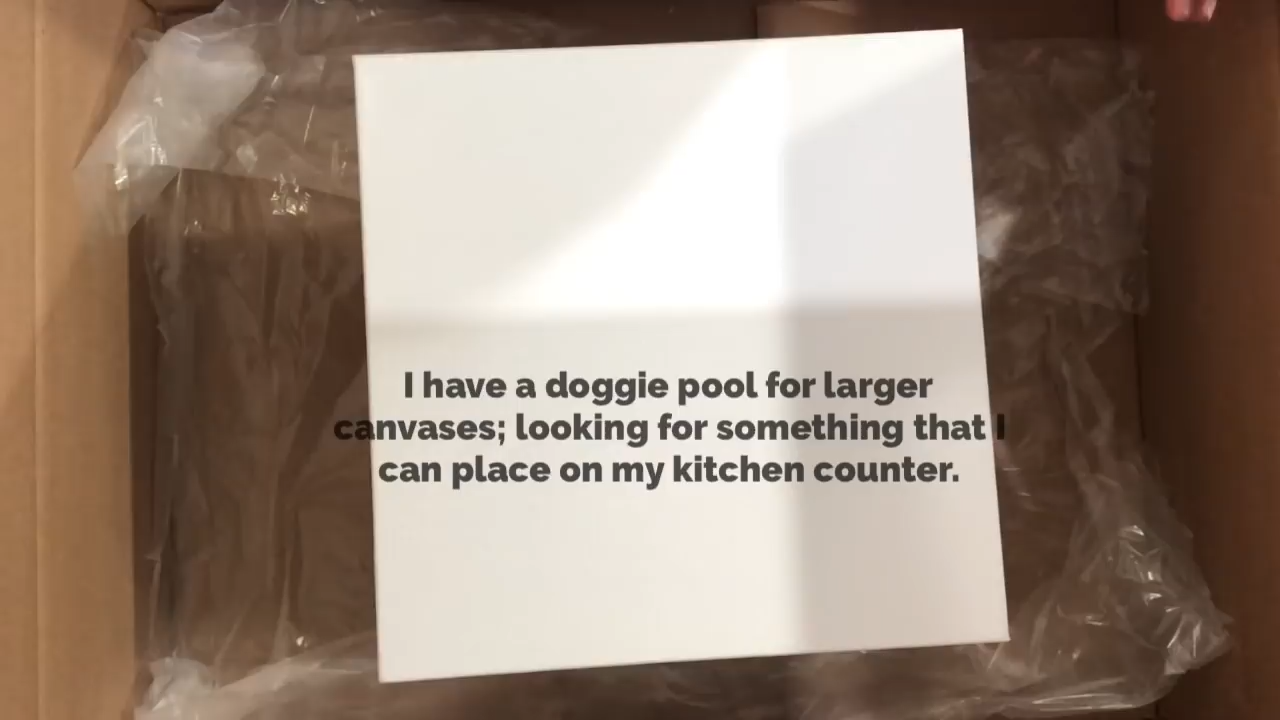 I have a doggie pool for larger
canvases; looking for something that I
can place on my kitchen counter.